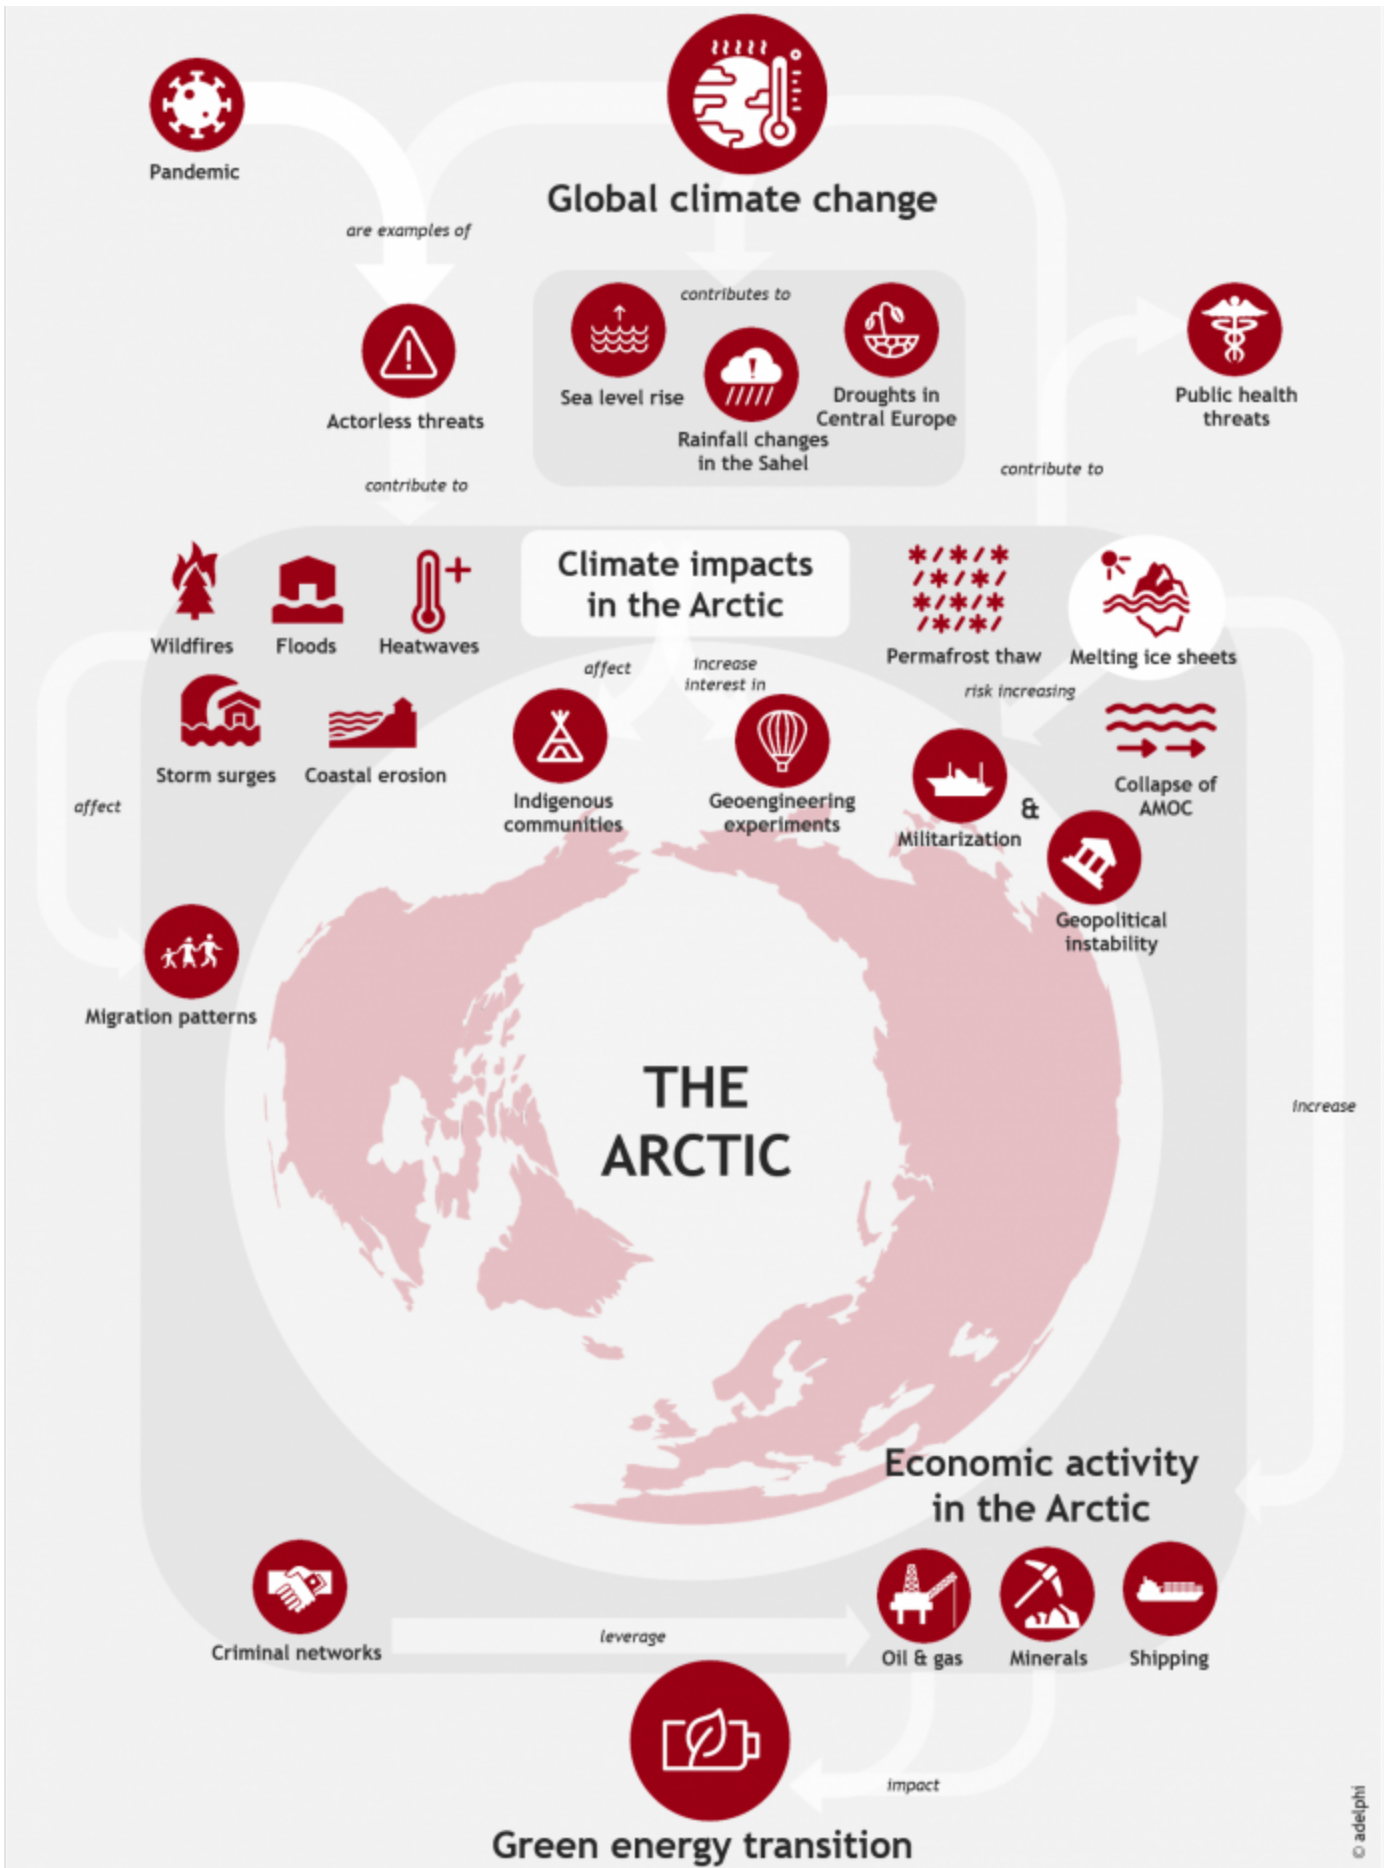 Pandemic
Global climate change
are examples of
contributes to
Sea level rise
Rainfall changes
in the Sahel
Droughts in
Central Europe
Public health
threats
Actorless threats
contribute to
contribute to
Climate impacts
in the Arctic
Wildfires
Floods
Heatwaves
Permafrost thaw
Melting ice sheets
affect
increase
interest in
risk increasing
Storm surges
Coastal erosion
Indigenous
communities
Geoengineering
experiments
Militarization
&
Collapse of
AMOC
affect
Geopolitical
instability
Migration patterns
THE
ARCTIC
increase
Economic activity
in the Arctic
Criminal networks
leverage
Oil & gas
Minerals
Shipping
impact
Green energy transition
© adelphi